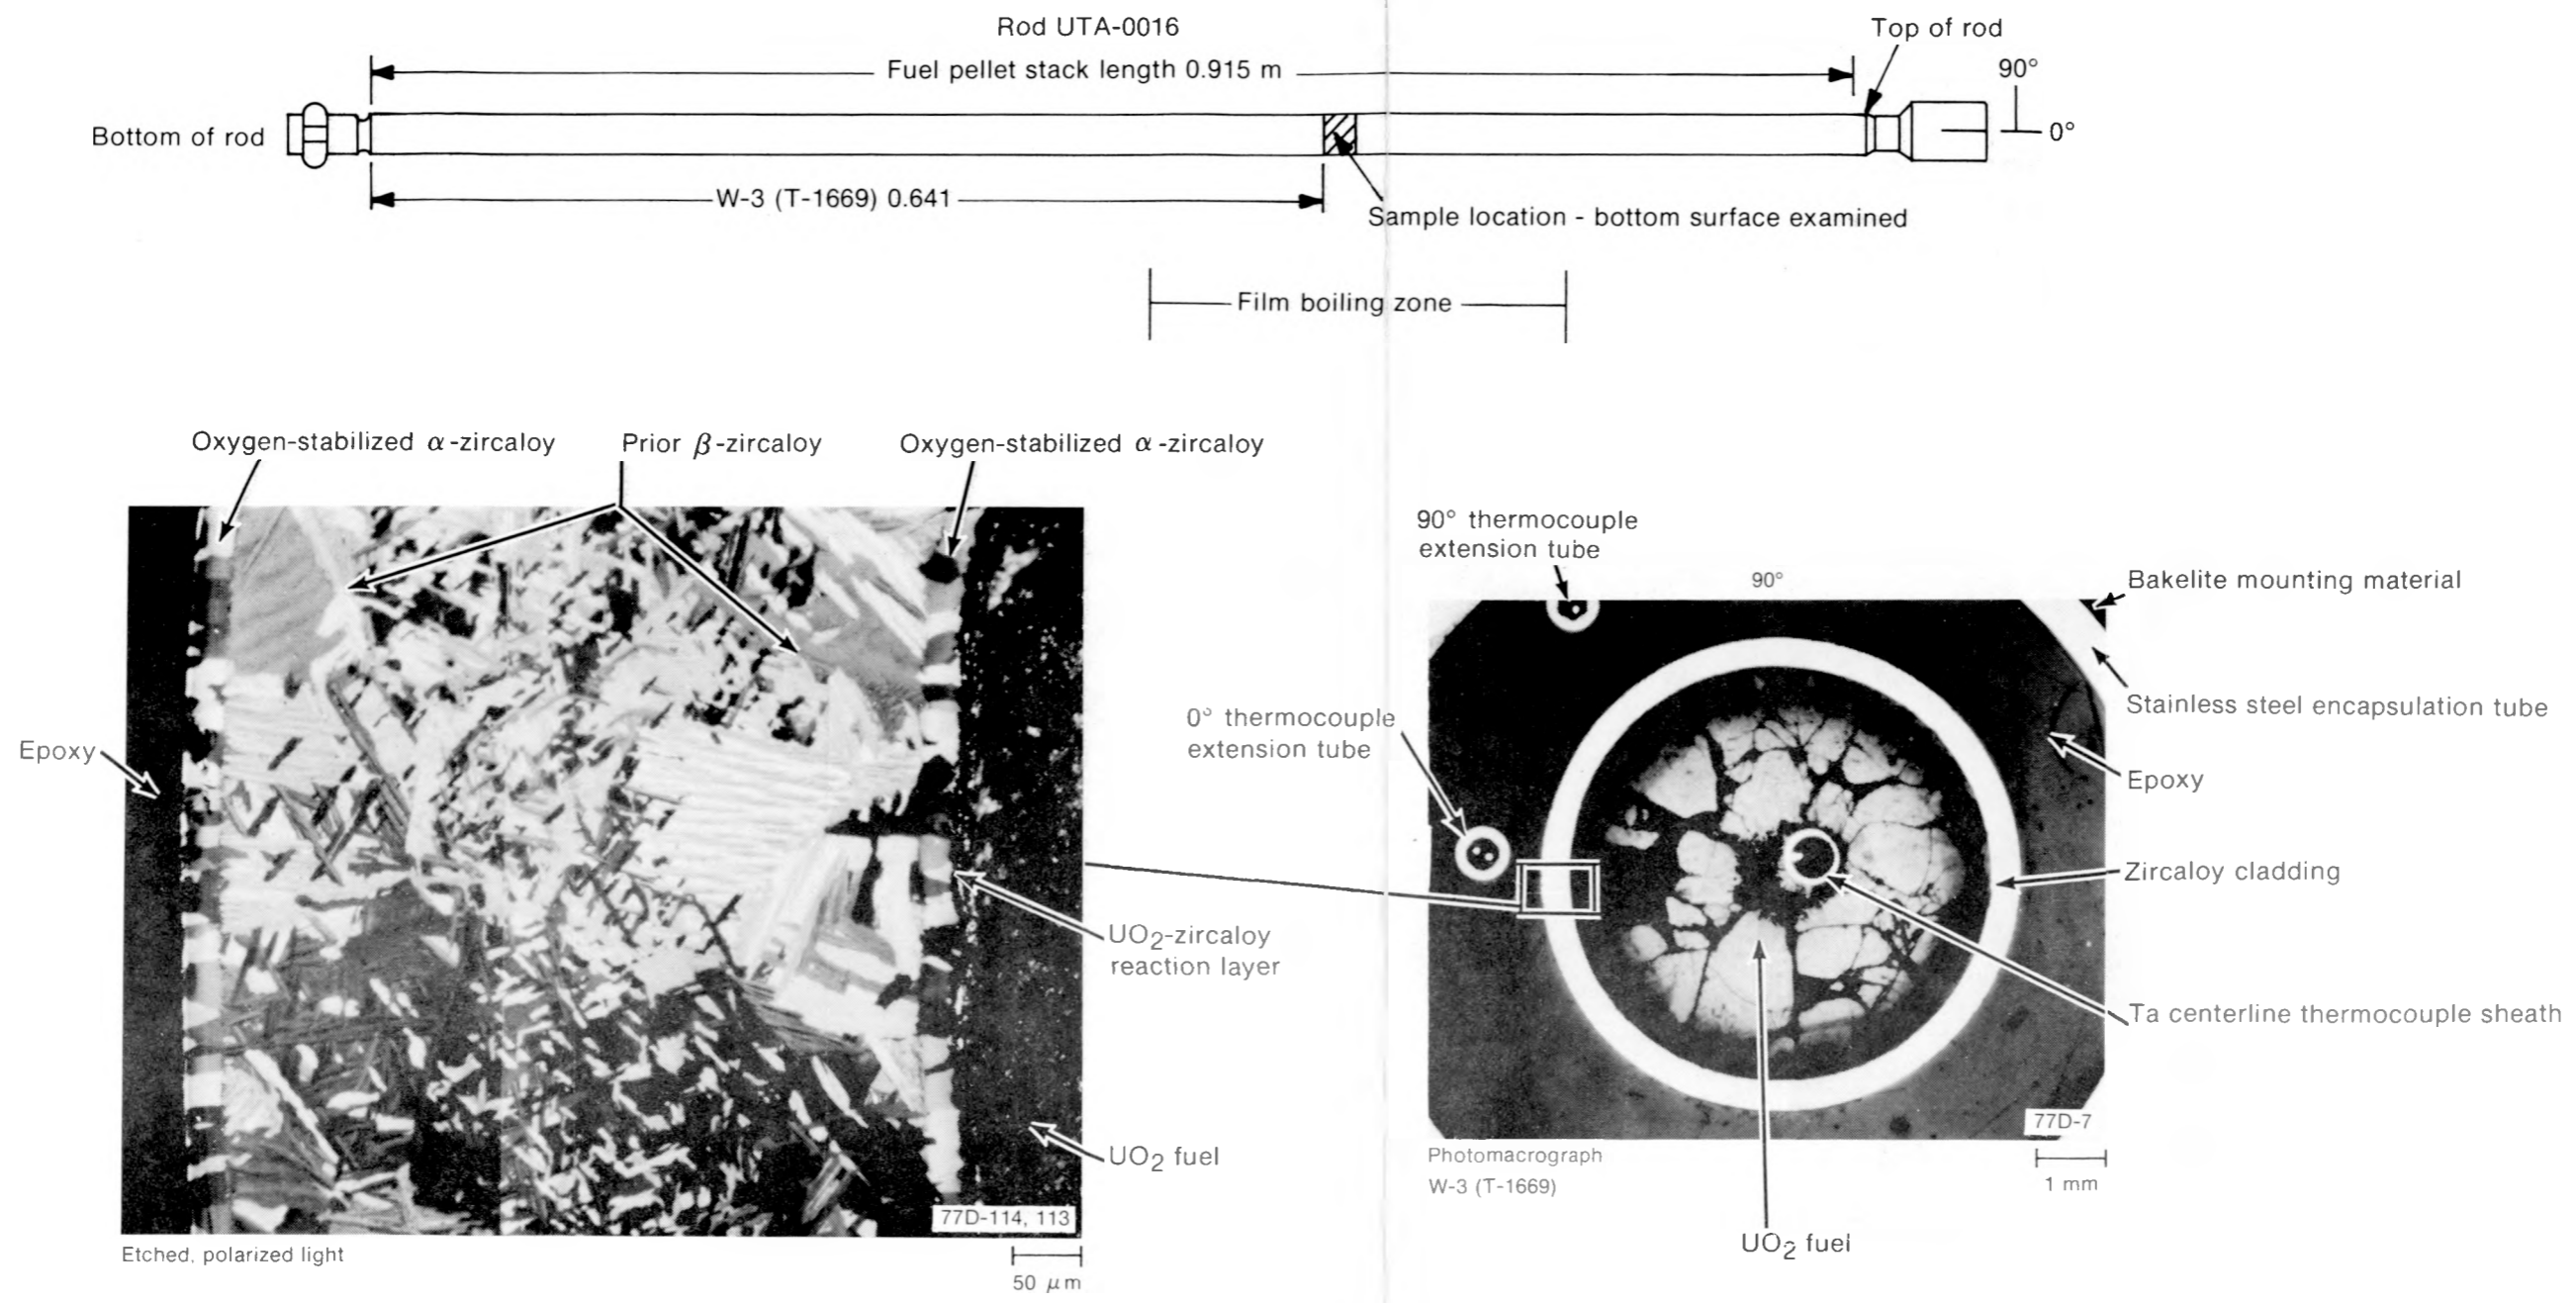 Rod UTA-0016
Top of rod
Fuel pellet stack length 0.915 m
90°
Bottom of rod
0°
W-3 (T-1669) 0.641
Sample location - bottom surface examined
Film boiling zone
Oxygen-stabilized α-zircaloy
Prior β-zircaloy
Oxygen-stabilized α-zircaloy
Epoxy
UO2-zircaloy
reaction layer
UO2 fuel
77D-114, 113
Etched, polarized light
50 μm
90° thermocouple
extension tube
90°
Bakelite mounting material
0° thermocouple
extension tube
Stainless steel encapsulation tube
Epoxy
Zircaloy cladding
Ta centerline thermocouple sheath
77D-7
Photomacrograph
W-3 (T-1669)
1 mm
UO2 fuel